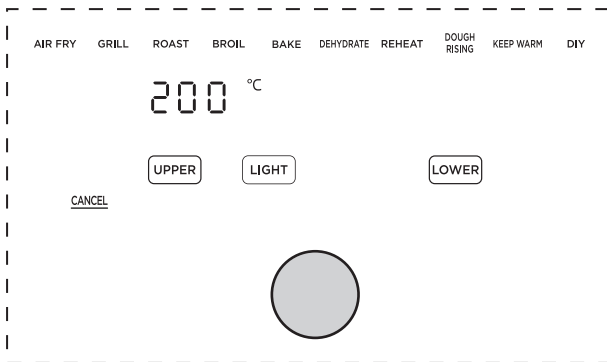 AIR FRY GRILL ROAST BROIL BAKE DEHYDRATE REHEAT DOUGH RISING KEEP WARM DIY
200 °C
UPPER LIGHT LOWER
CANCEL